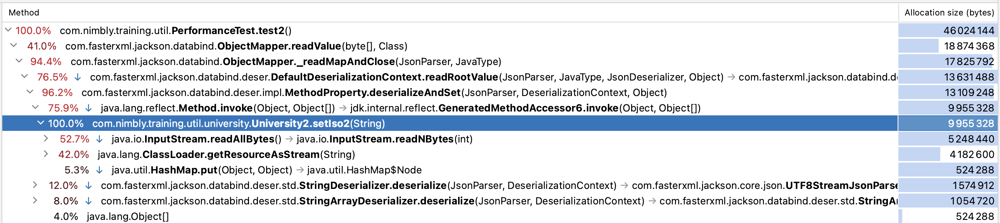 Method Allocation size (bytes)
100.0% com.nimbly.training.util.PerformanceTest.test2() 46 024 144
41.0% com.fasterxml.jackson.databind.ObjectMapper.readValue(byte[], Class) 18 874 368
94.4% com.fasterxml.jackson.databind.ObjectMapper._readMapAndClose(JsonParser, JavaType) 17 825 792
76.5% ↓ com.fasterxml.jackson.databind.deser.DefaultDeserializationContext.readRootValue(JsonParser, JavaType, JsonDeserializer, Object) → com.fasterxml.jackson.databind.d 13 631 488
96.2% com.fasterxml.jackson.databind.deser.impl.MethodProperty.deserializeAndSet(JsonParser, DeserializationContext, Object) 13 109 248
75.9% ↓ java.lang.reflect.Method.invoke(Object, Object[]) → jdk.internal.reflect.GeneratedMethodAccessor6.invoke(Object, Object[]) 9 955 328
100.0% com.nimbly.training.util.university.University2.setIso2(String) 9 955 328
52.7% ↓ java.io.InputStream.readAllBytes() → java.io.InputStream.readNBytes(int) 5 248 440
42.0% java.lang.ClassLoader.getResourceAsStream(String) 4 182 600
5.3% ↓ java.util.HashMap.put(Object, Object) → java.util.HashMap$Node 524 288
12.0% ↓ com.fasterxml.jackson.databind.deser.std.StringDeserializer.deserialize(JsonParser, DeserializationContext) → com.fasterxml.jackson.core.json.UTF8StreamJsonParse 1 574 912
8.0% ↓ com.fasterxml.jackson.databind.deser.std.StringArrayDeserializer.deserialize(JsonParser, DeserializationContext) → com.fasterxml.jackson.databind.deser.std.StringA 1 054 720
4.0% java.lang.Object[] 524 288